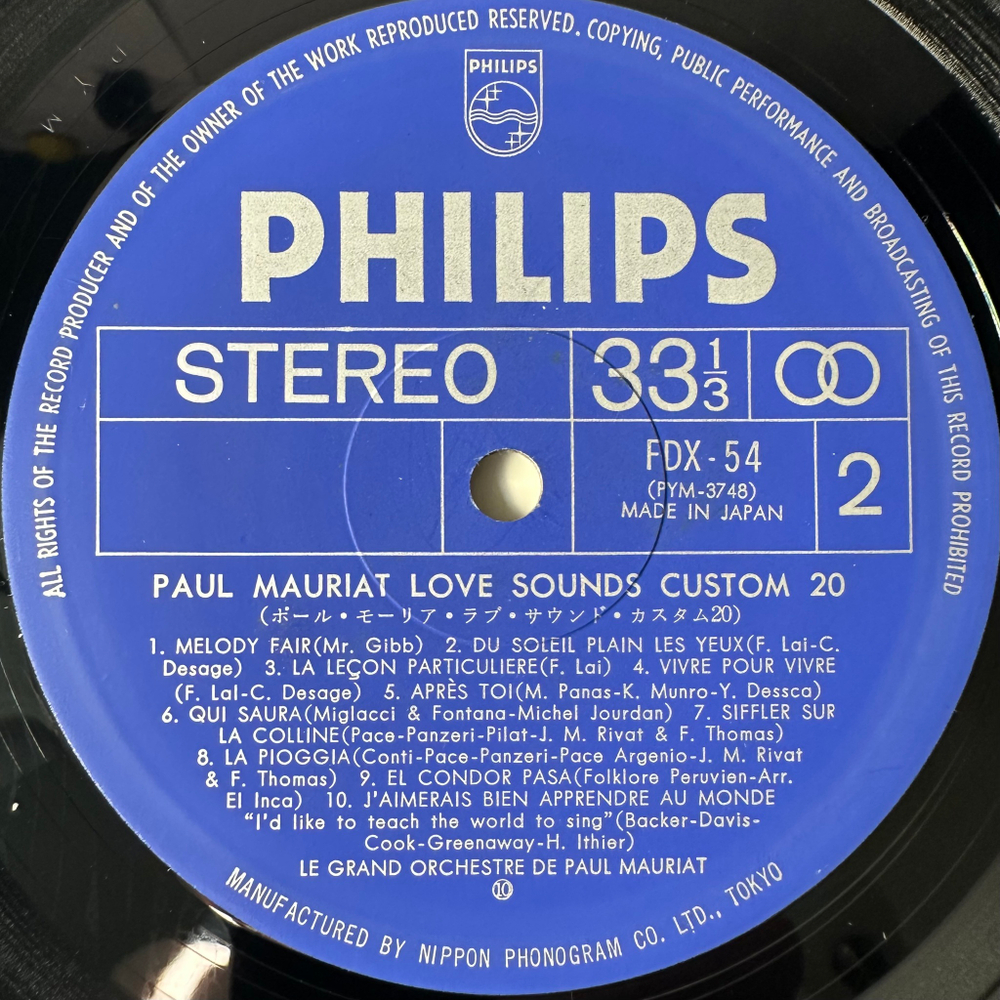 ALL RIGHTS OF THE RECORD PRODUCER AND OF THE OWNER OF THE WORK REPRODUCED RESERVED. COPYING, PUBLIC PERFORMANCE AND BROADCASTING OF THIS RECORD PROHIBITED
PHILIPS
PHILIPS
STEREO 33 1/3
FDX-54
(PYM-3748)
MADE IN JAPAN
2
PAUL MAURIAT LOVE SOUNDS CUSTOM 20
(ポール・モーリア・ラブ・サウンド・カスタム20)
1. MELODY FAIR(Mr. Gibb) 2. DU SOLEIL PLAIN LES YEUX(F. Lai-C.
Desage) 3. LA LEÇON PARTICULIERE(F. Lai) 4. VIVRE POUR VIVRE
(F. Lal-C. Desage) 5. APRÈS TOI(M. Panas-K. Munro-Y. Dessca)
6. QUI SAURA(Miglacci & Fontana-Michel Jourdan) 7. SIFFLER SUR
LA COLLINE(Pace-Panzeri-Pilat-J. M. Rivat & F. Thomas)
8. LA PIOGGIA(Conti-Pace-Panzeri-Pace Argenio-J. M. Rivat
& F. Thomas) 9. EL CONDOR PASA(Folklore Peruvien-Arr.
El Inca) 10. J'AIMERAIS BIEN APPRENDRE AU MONDE
"I'd like to teach the world to sing"(Backer-Davis-
Cook-Greenaway-H. Ithier)
LE GRAND ORCHESTRE DE PAUL MAURIAT
⑩
MANUFACTURED BY NIPPON PHONOGRAM CO. LTD., TOKYO